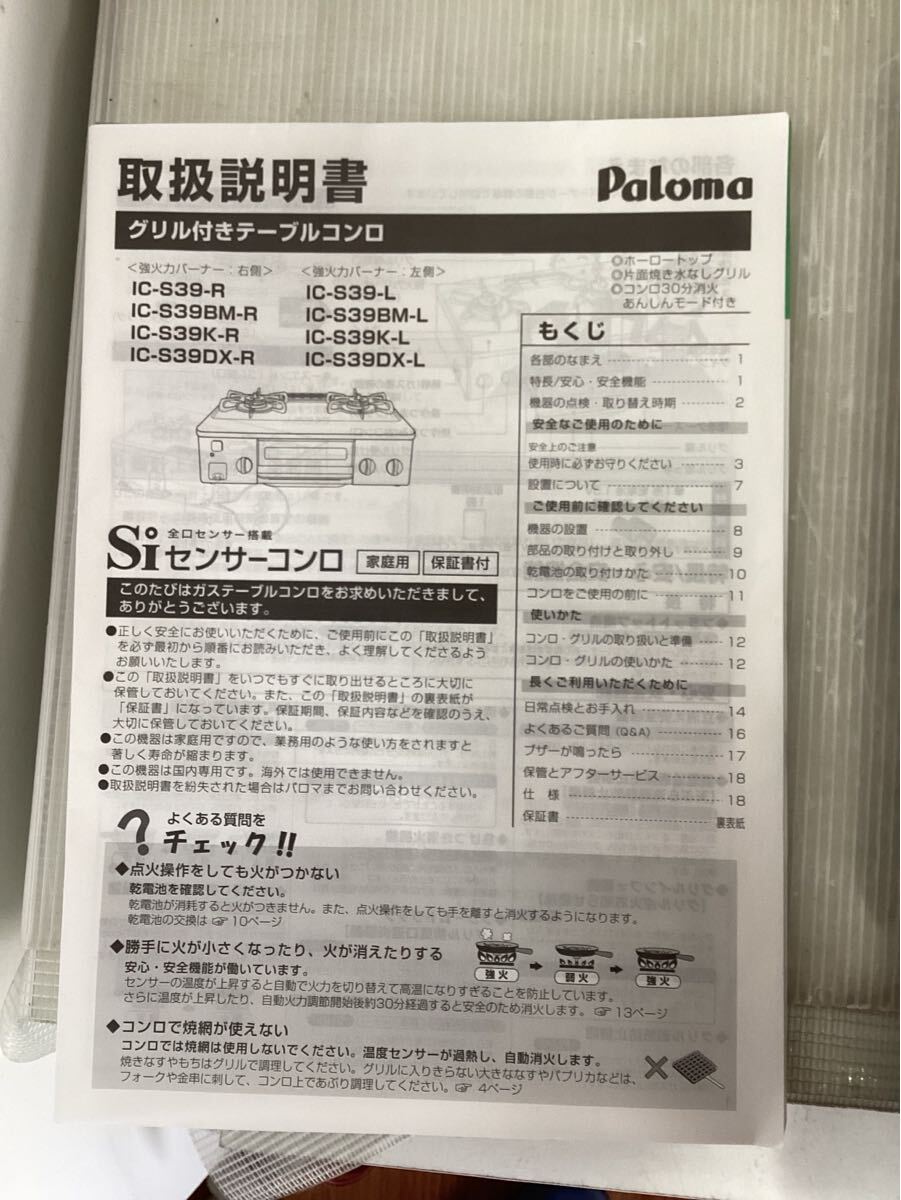 取扱説明書
Paloma
グリル付きテーブルコンロ
<強火力バーナー：右側>
IC-S39-R
IC-S39BM-R
IC-S39K-R
IC-S39DX-R
<強火力バーナー：左側>
IC-S39-L
IC-S39BM-L
IC-S39K-L
IC-S39DX-L
◎ホーロートップ
◎片面焼き水なしグリル
◎コンロ30分消火
あんしんモード付き
全口センサー搭載
Siセンサーコンロ
家庭用
保証書付
このたびはガステーブルコンロをお求めいただきまして、
ありがとうございます。
●正しく安全にお使いいただくために、ご使用前にこの「取扱説明書」
を必ず最初から順番にお読みいただき、よく理解してくださるよう
お願いいたします。
●この「取扱説明書」をいつでもすぐに取り出せるところに大切に
保管しておいてください。また、この「取扱説明書」の裏表紙が
「保証書」になっています。保証期間、保証内容などを確認のうえ、
大切に保管しておいてください。
●この機器は家庭用ですので、業務用のような使い方をされますと
著しく寿命が縮まります。
●この機器は国内専用です。海外では使用できません。
●取扱説明書を紛失された場合はパロマまでお問い合わせください。
もくじ
各部のなまえ 1
特長/安心・安全機能 1
機器の点検・取り替え時期 2
安全なご使用のために
安全上のご注意
使用時に必ずお守りください 3
設置について 7
ご使用前に確認してください
機器の設置 8
部品の取り付けと取り外し 9
乾電池の取り付けかた 10
コンロをご使用の前に 11
使いかた
コンロ・グリルの取り扱いと準備 12
コンロ・グリルの使いかた 12
長くご利用いただくために
日常点検とお手入れ 14
よくあるご質問（Q&A） 16
ブザーが鳴ったら 17
保管とアフターサービス 18
仕 様 18
保証書 裏表紙
? よくある質問を
チェック!!
◆点火操作をしても火がつかない
乾電池を確認してください。
乾電池が消耗すると火がつきません。また、点火操作をしても手を離すと消火するようになります。
乾電池の交換は☞10ページ
◆勝手に火が小さくなったり、火が消えたりする
強火 ➡ 弱火 ➡ 強火
安心・安全機能が働いています。
センサーの温度が上昇すると自動で火力を切り替えて高温になりすぎることを防止しています。
さらに温度が上昇したり、自動火力調節開始後約30分経過すると安全のため消火します。☞13ページ
◆コンロで焼網が使えない
コンロでは焼網は使用しないでください。温度センサーが過熱し、自動消火します。
焼きなすやもちはグリルで調理してください。グリルに入りきらない大きななすやパプリカなどは、
フォークや金串に刺して、コンロ上であぶり調理してください。☞4ページ